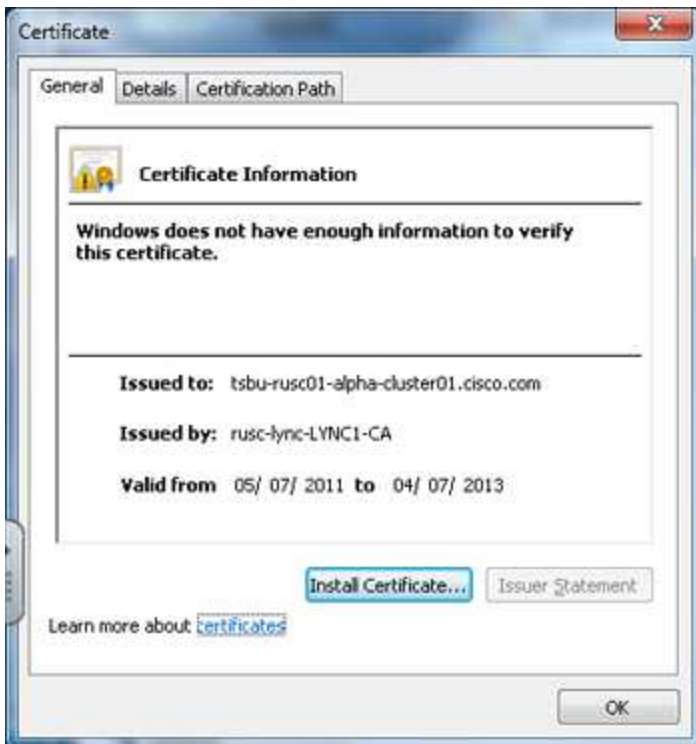 Certificate
General Details Certification Path
Certificate Information
Windows does not have enough information to verify
this certificate.
Issued to: tsbu-rusc01-alpha-cluster01.cisco.com
Issued by: rusc-lync-LYNC1-CA
Valid from 05/ 07/ 2011 to 04/ 07/ 2013
Install Certificate... Issuer Statement
Learn more about certificates
OK